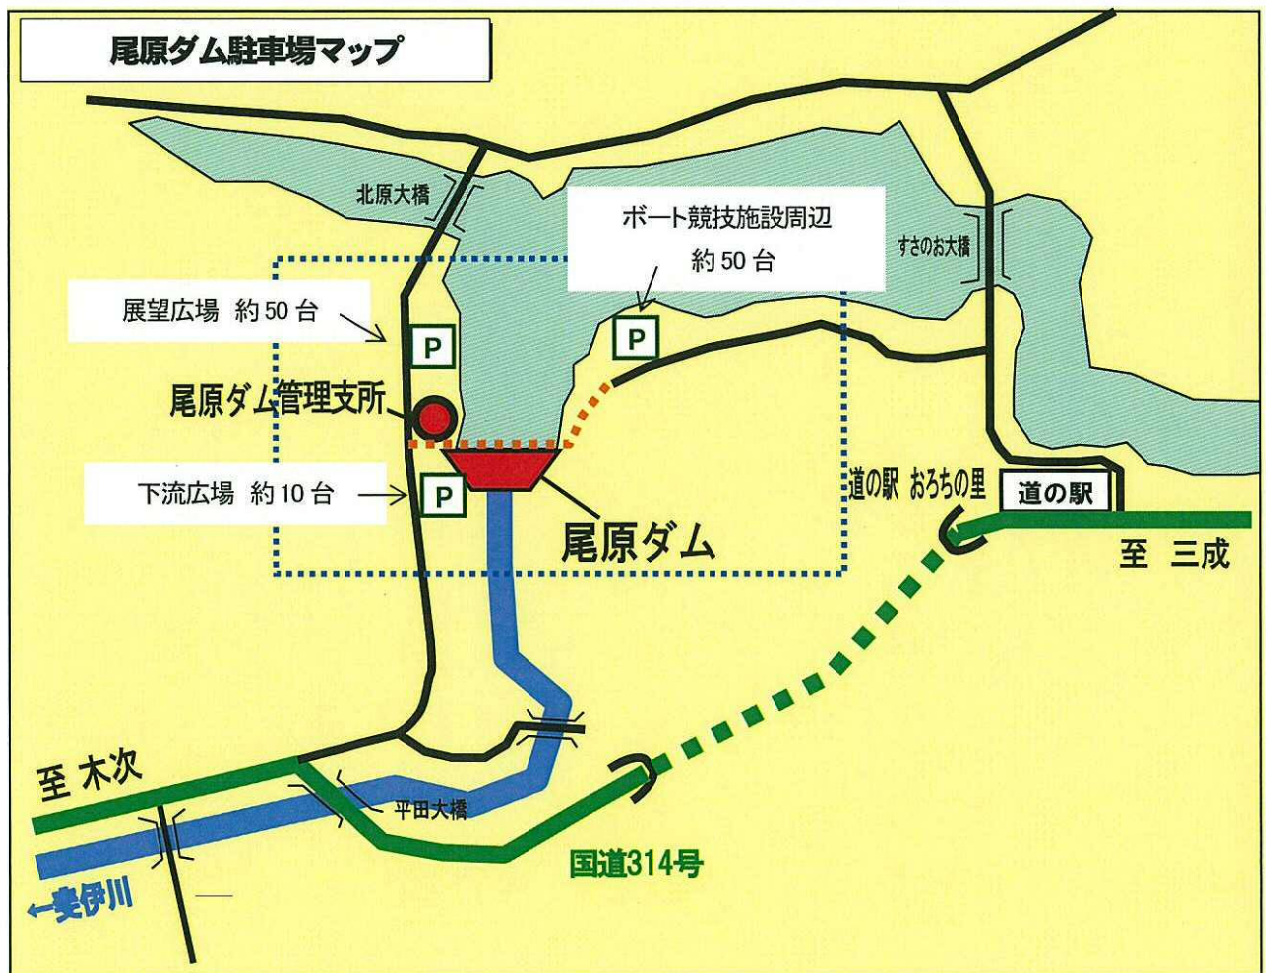 尾原ダム駐車場マップ
北原大橋
ボート競技施設周辺
約50台
すさのお大橋
展望広場 約50台
P
P
尾原ダム管理支所
下流広場 約10台
P
道の駅 おろちの里
道の駅
尾原ダム
至 三成
至 木次
平田大橋
国道314号
←斐伊川